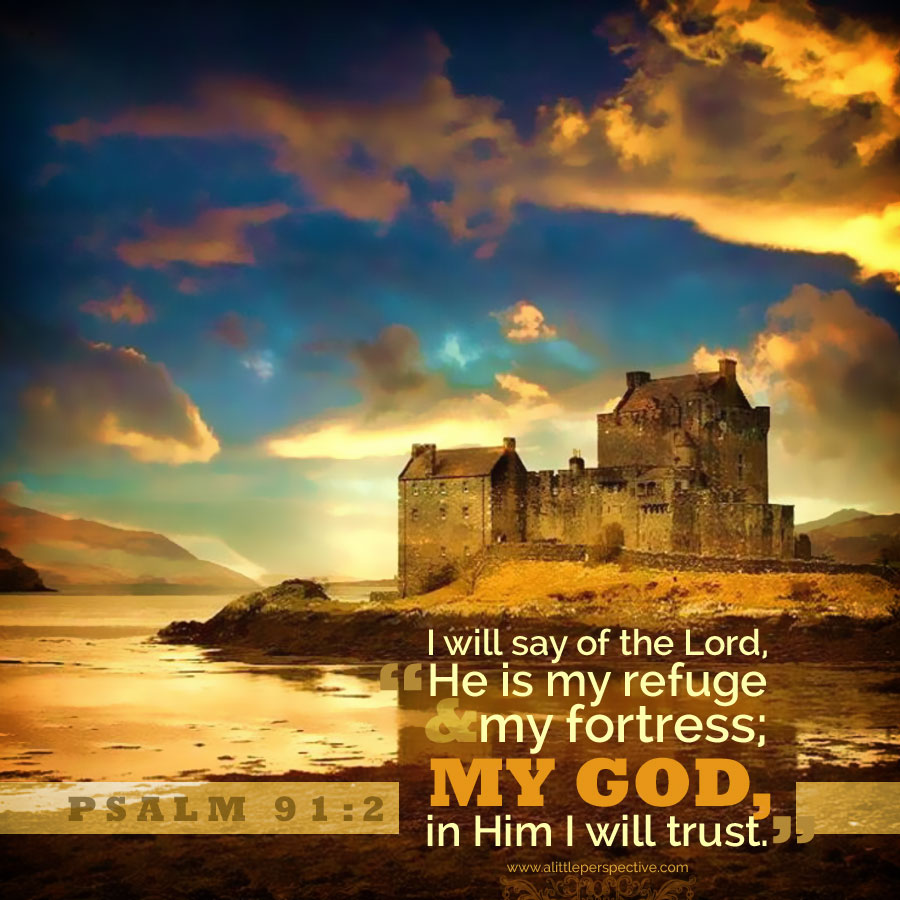 I will say of the Lord,
“He is my refuge
& my fortress;
MY GOD,
in Him I will trust.”
PSALM 91:2
www.alittleperspective.com